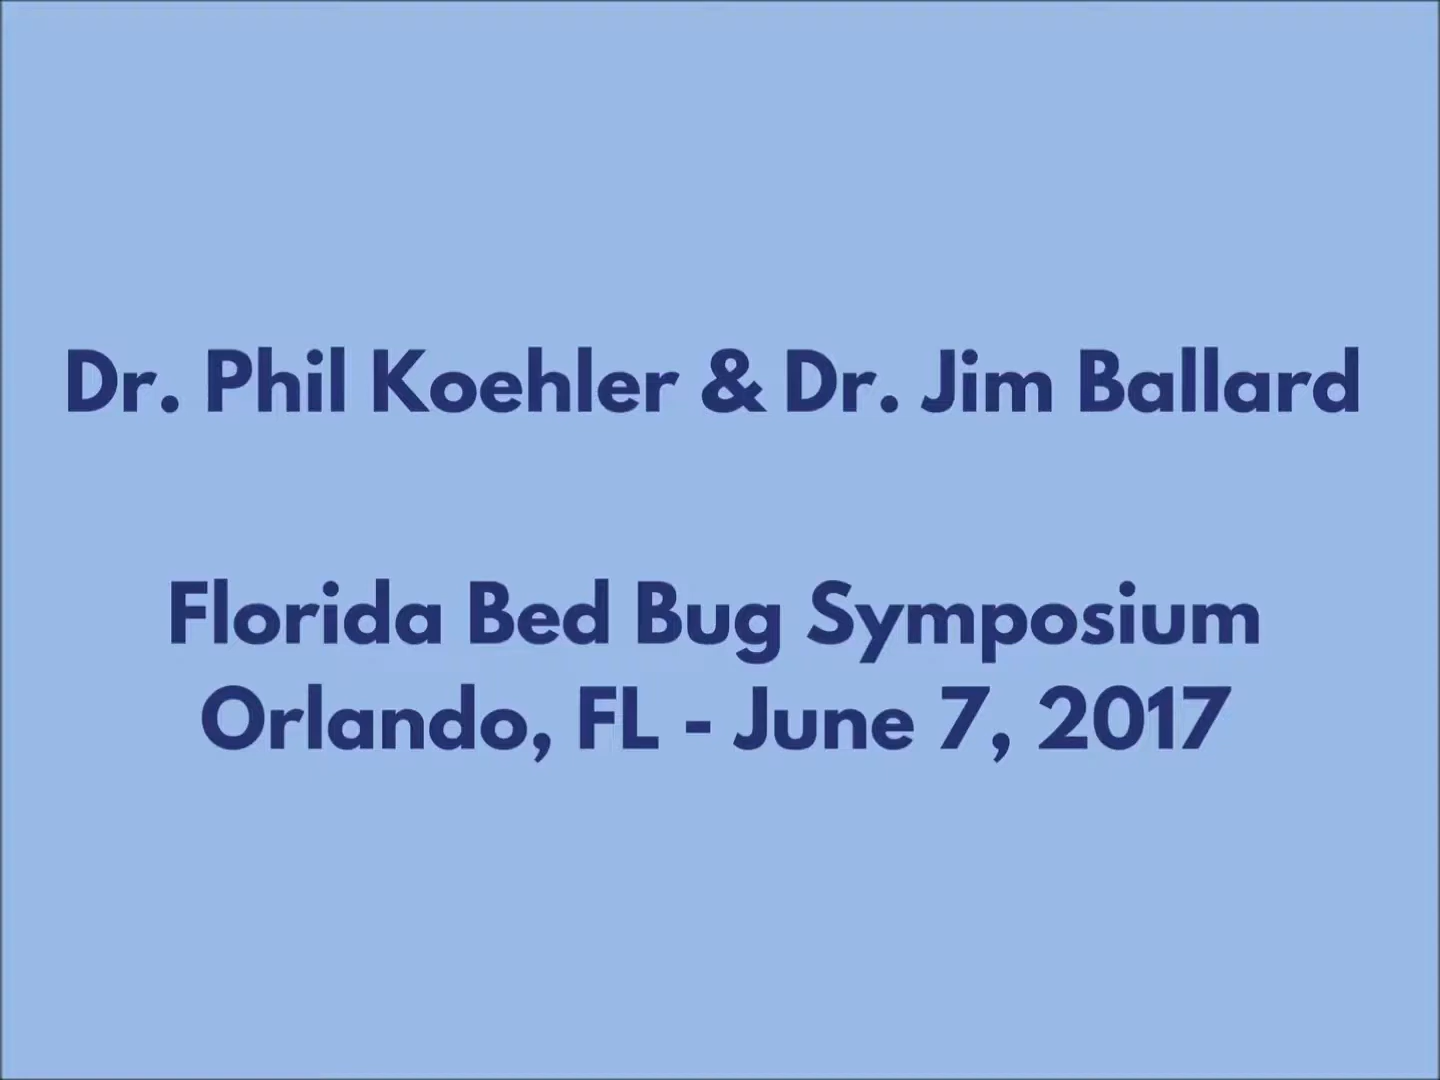 Dr. Phil Koehler & Dr. Jim Ballard
Florida Bed Bug Symposium
Orlando, FL - June 7, 2017